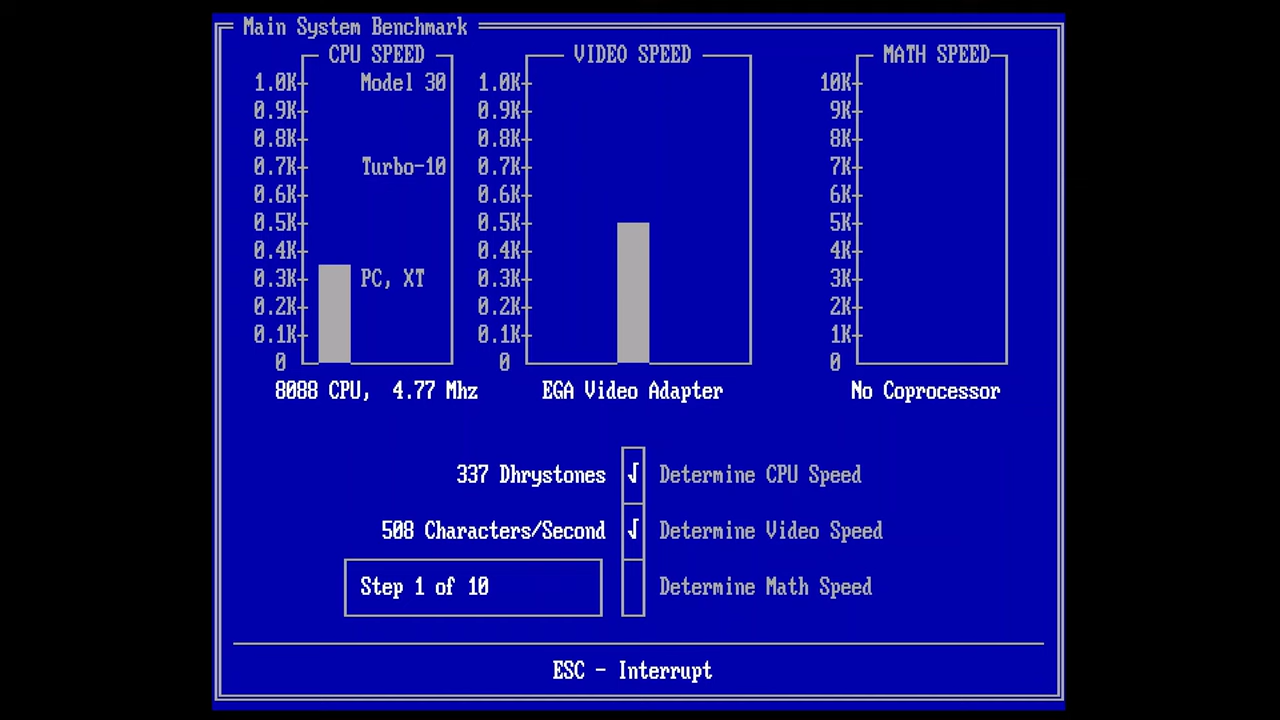 Main System Benchmark
CPU SPEED VIDEO SPEED MATH SPEED
1.0K Model 30 1.0K 10K
0.9K 0.9K 9K
0.8K 0.8K 8K
0.7K Turbo-10 0.7K 7K
0.6K 0.6K 6K
0.5K 0.5K 5K
0.4K 0.4K 4K
0.3K PC, XT 0.3K 3K
0.2K 0.2K 2K
0.1K 0.1K 1K
0 0 0
8088 CPU, 4.77 Mhz EGA Video Adapter No Coprocessor
337 Dhrystones √ Determine CPU Speed
508 Characters/Second √ Determine Video Speed
Step 1 of 10 Determine Math Speed
ESC - Interrupt